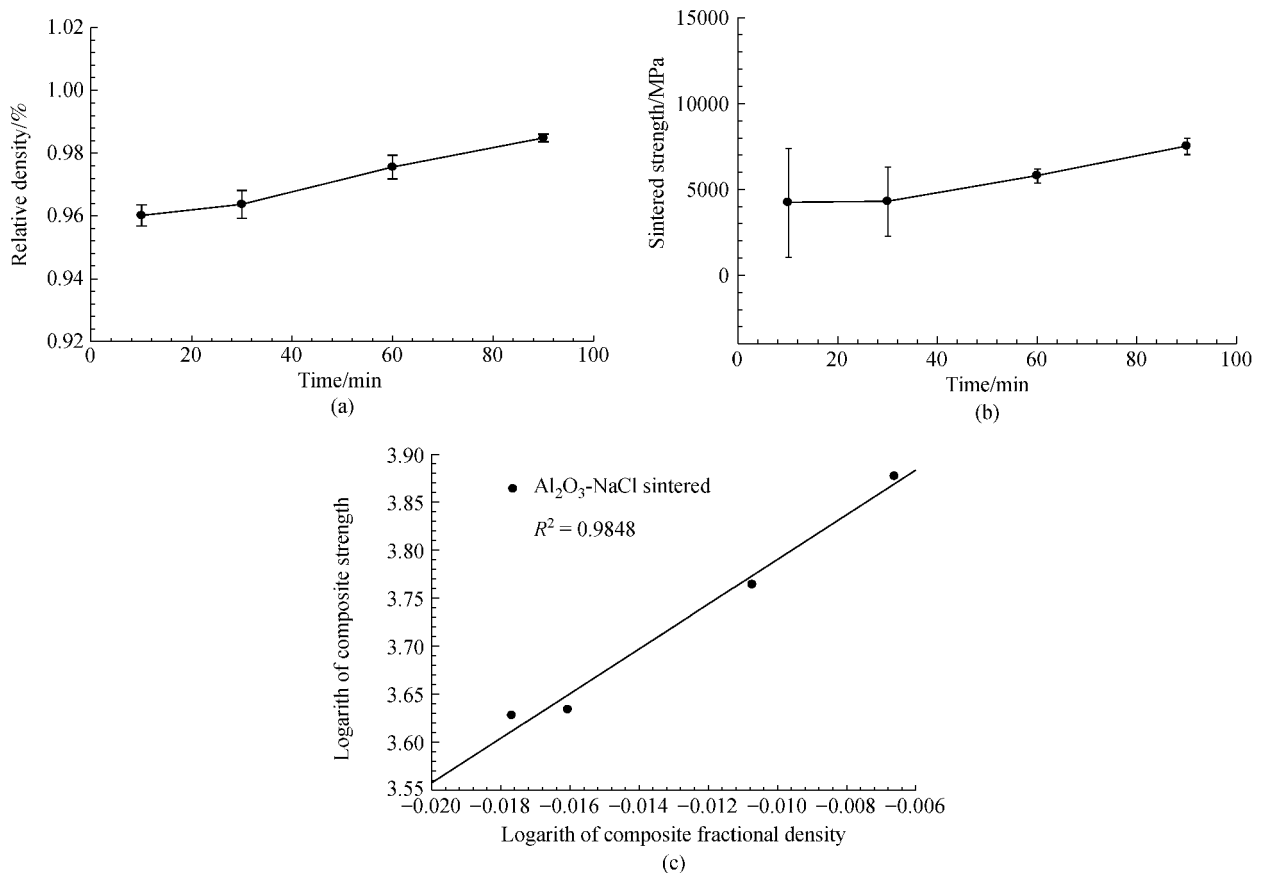 1.02
1.00
0.98
0.96
0.94
0.92
Relative density/%
0 20 40 60 80 100
Time/min
(a)
15000
10000
5000
0
Sintered strength/MPa
0 20 40 60 80 100
Time/min
(b)
3.90
3.85
3.80
3.75
3.70
3.65
3.60
3.55
Logarith of composite strength
Al₂O₃-NaCl sintered
R² = 0.9848
−0.020 −0.018 −0.016 −0.014 −0.012 −0.010 −0.008 −0.006
Logarith of composite fractional density
(c)